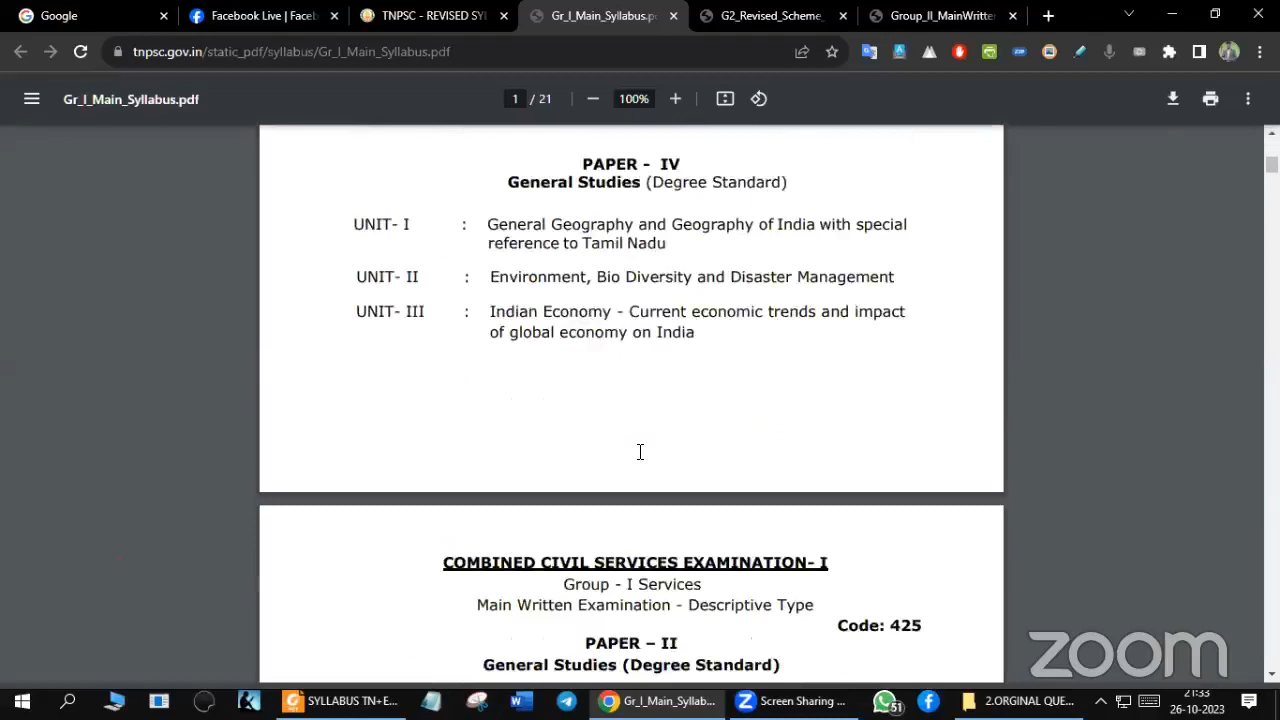 Google
Facebook Live | Faceb
TNPSC - REVISED SYL
Gr_I_Main_Syllabus.p
G2_Revised_Scheme_
Group_II_MainWritten
tnpsc.gov.in/static_pdf/syllabus/Gr_I_Main_Syllabus.pdf
Gr_I_Main_Syllabus.pdf
1 / 21
100%
PAPER - IV
General Studies (Degree Standard)
UNIT- I : General Geography and Geography of India with special
reference to Tamil Nadu
UNIT- II : Environment, Bio Diversity and Disaster Management
UNIT- III : Indian Economy - Current economic trends and impact
of global economy on India
COMBINED CIVIL SERVICES EXAMINATION- I
Group - I Services
Main Written Examination - Descriptive Type
Code: 425
PAPER – II
General Studies (Degree Standard)
zoom
SYLLABUS TN+E...
Gr_I_Main_Syllab...
Screen Sharing ...
51
2.ORGINAL QUE...
21:33
26-10-2023